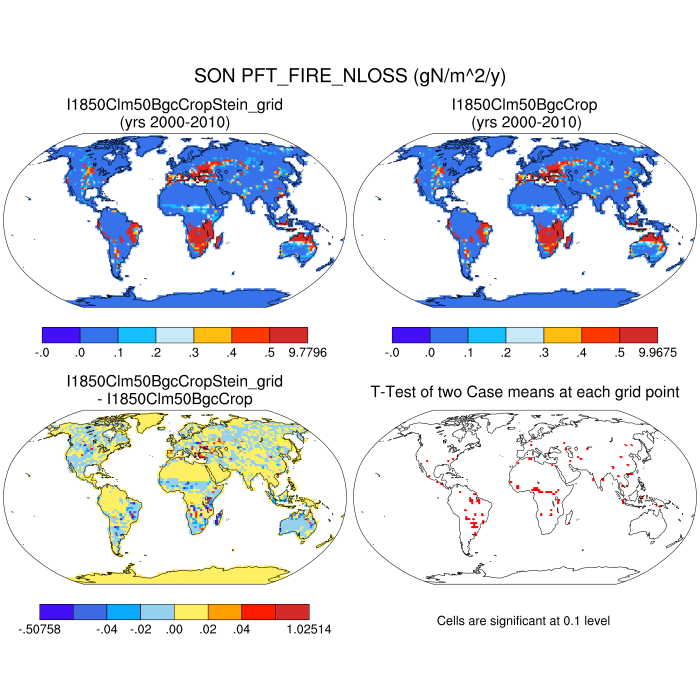 SON PFT_FIRE_NLOSS (gN/m^2/y)
I1850Clm50BgcCropStein_grid
(yrs 2000-2010)
I1850Clm50BgcCrop
(yrs 2000-2010)
-.0 .0 .1 .2 .3 .4 .5 9.7796
-.0 .0 .1 .2 .3 .4 .5 9.9675
I1850Clm50BgcCropStein_grid
- I1850Clm50BgcCrop
T-Test of two Case means at each grid point
-.50758 -.04 -.02 .00 .02 .04 1.02514
Cells are significant at 0.1 level